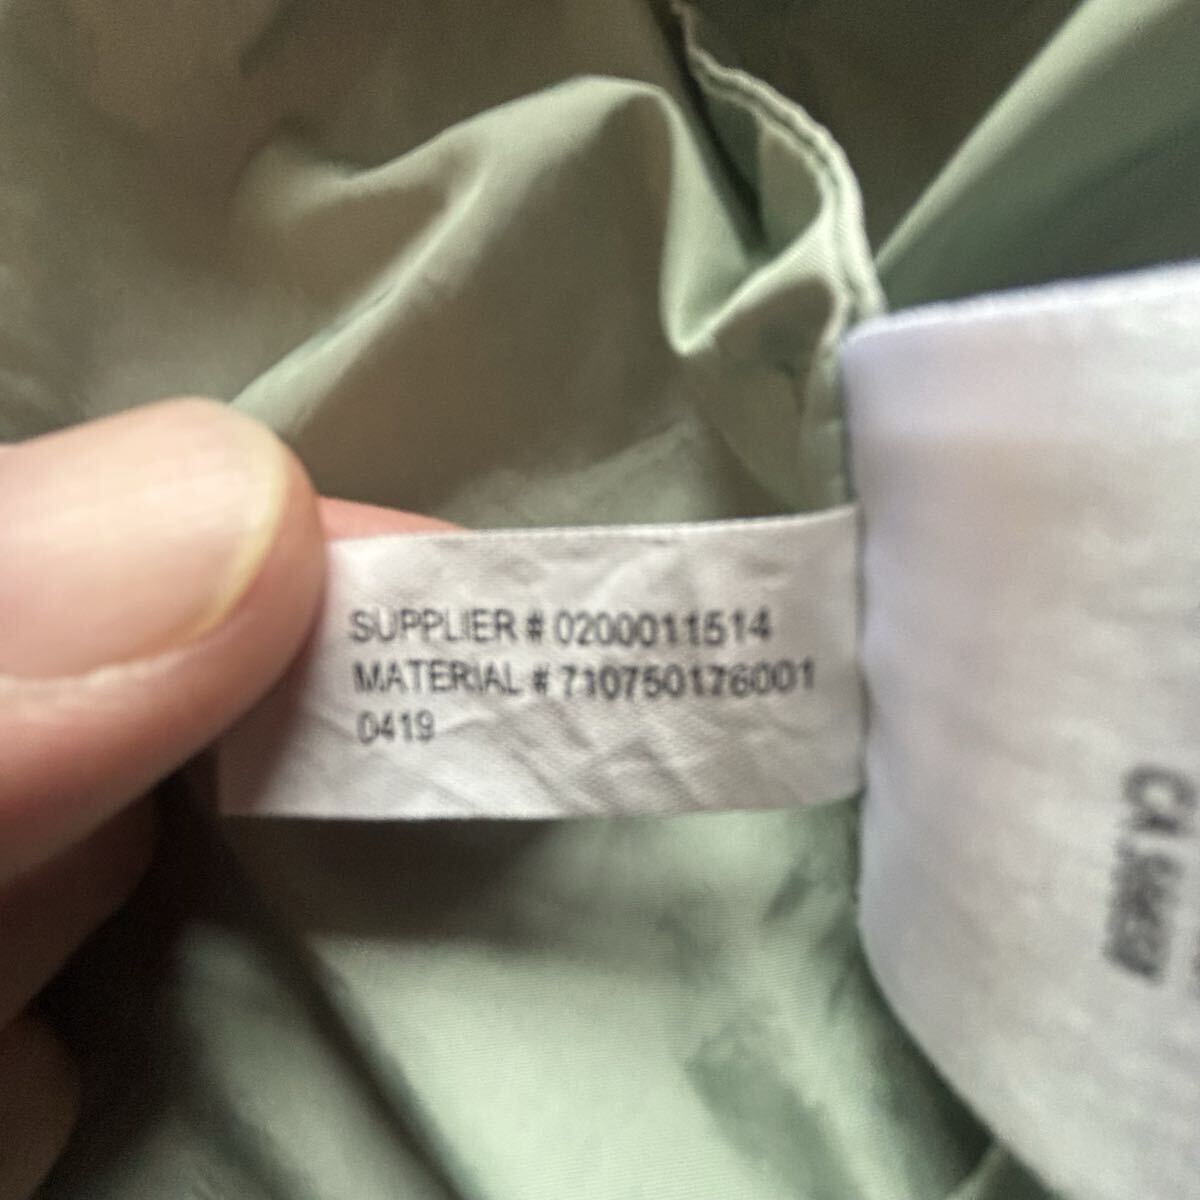 SUPPLIER # 0200011514
MATERIAL # 710750176001
0419